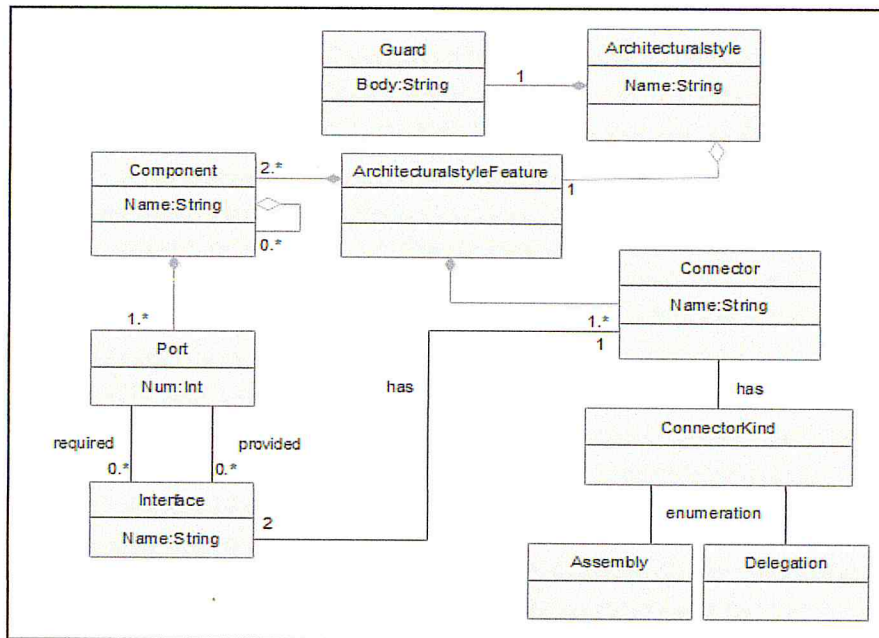 Guard
Body:String
1
Architecturalstyle
Name:String
Component
Name:String
2.*
0.*
ArchitecturalstyleFeature
1
Connector
Name:String
1.*
1
1.*
Port
Num:Int
has
has
required
provided
0.*
0.*
ConnectorKind
Interface
Name:String
2
enumeration
Assembly
Delegation